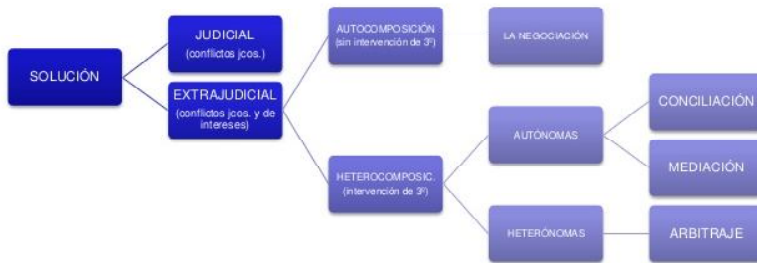 SOLUCIÓN
JUDICIAL
(conflictos jcos.)
EXTRAJUDICIAL
(conflictos jcos. y de
intereses)
AUTOCOMPOSICIÓN
(sin intervención de 3º)
LA NEGOCIACIÓN
HETEROCOMPOSIC.
(intervención de 3º)
AUTÓNOMAS
CONCILIACIÓN
MEDIACIÓN
HETERÓNOMAS
ARBITRAJE